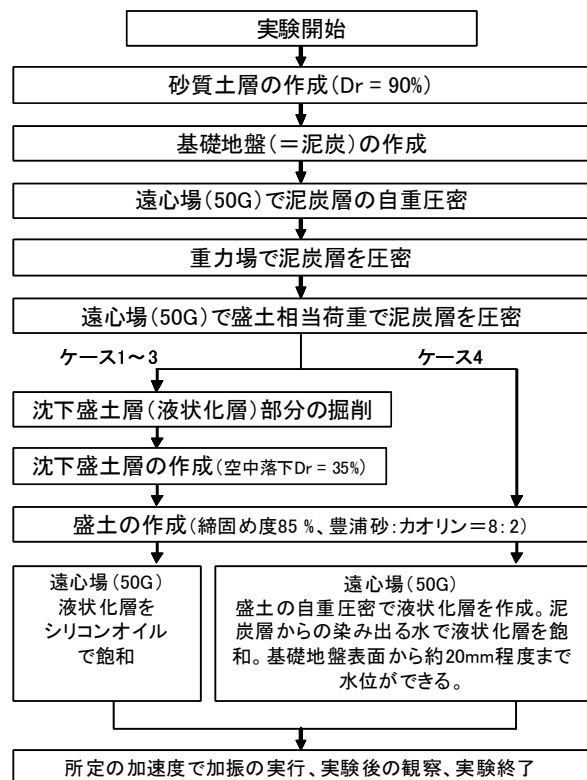 実験開始
砂質土層の作成(Dr = 90%)
基礎地盤(＝泥炭)の作成
遠心場(50G)で泥炭層の自重圧密
重力場で泥炭層を圧密
遠心場(50G)で盛土相当荷重で泥炭層を圧密
ケース1～3
ケース4
沈下盛土層(液状化層)部分の掘削
沈下盛土層の作成(空中落下Dr = 35%)
盛土の作成(締固め度85 %、豊浦砂:カオリン＝8:2)
遠心場(50G)
液状化層を
シリコンオイル
で飽和
遠心場(50G)
盛土の自重圧密で液状化層を作成。泥
炭層からの染み出る水で液状化層を飽
和。基礎地盤表面から約20mm程度まで
水位ができる。
所定の加速度で加振の実行、実験後の観察、実験終了